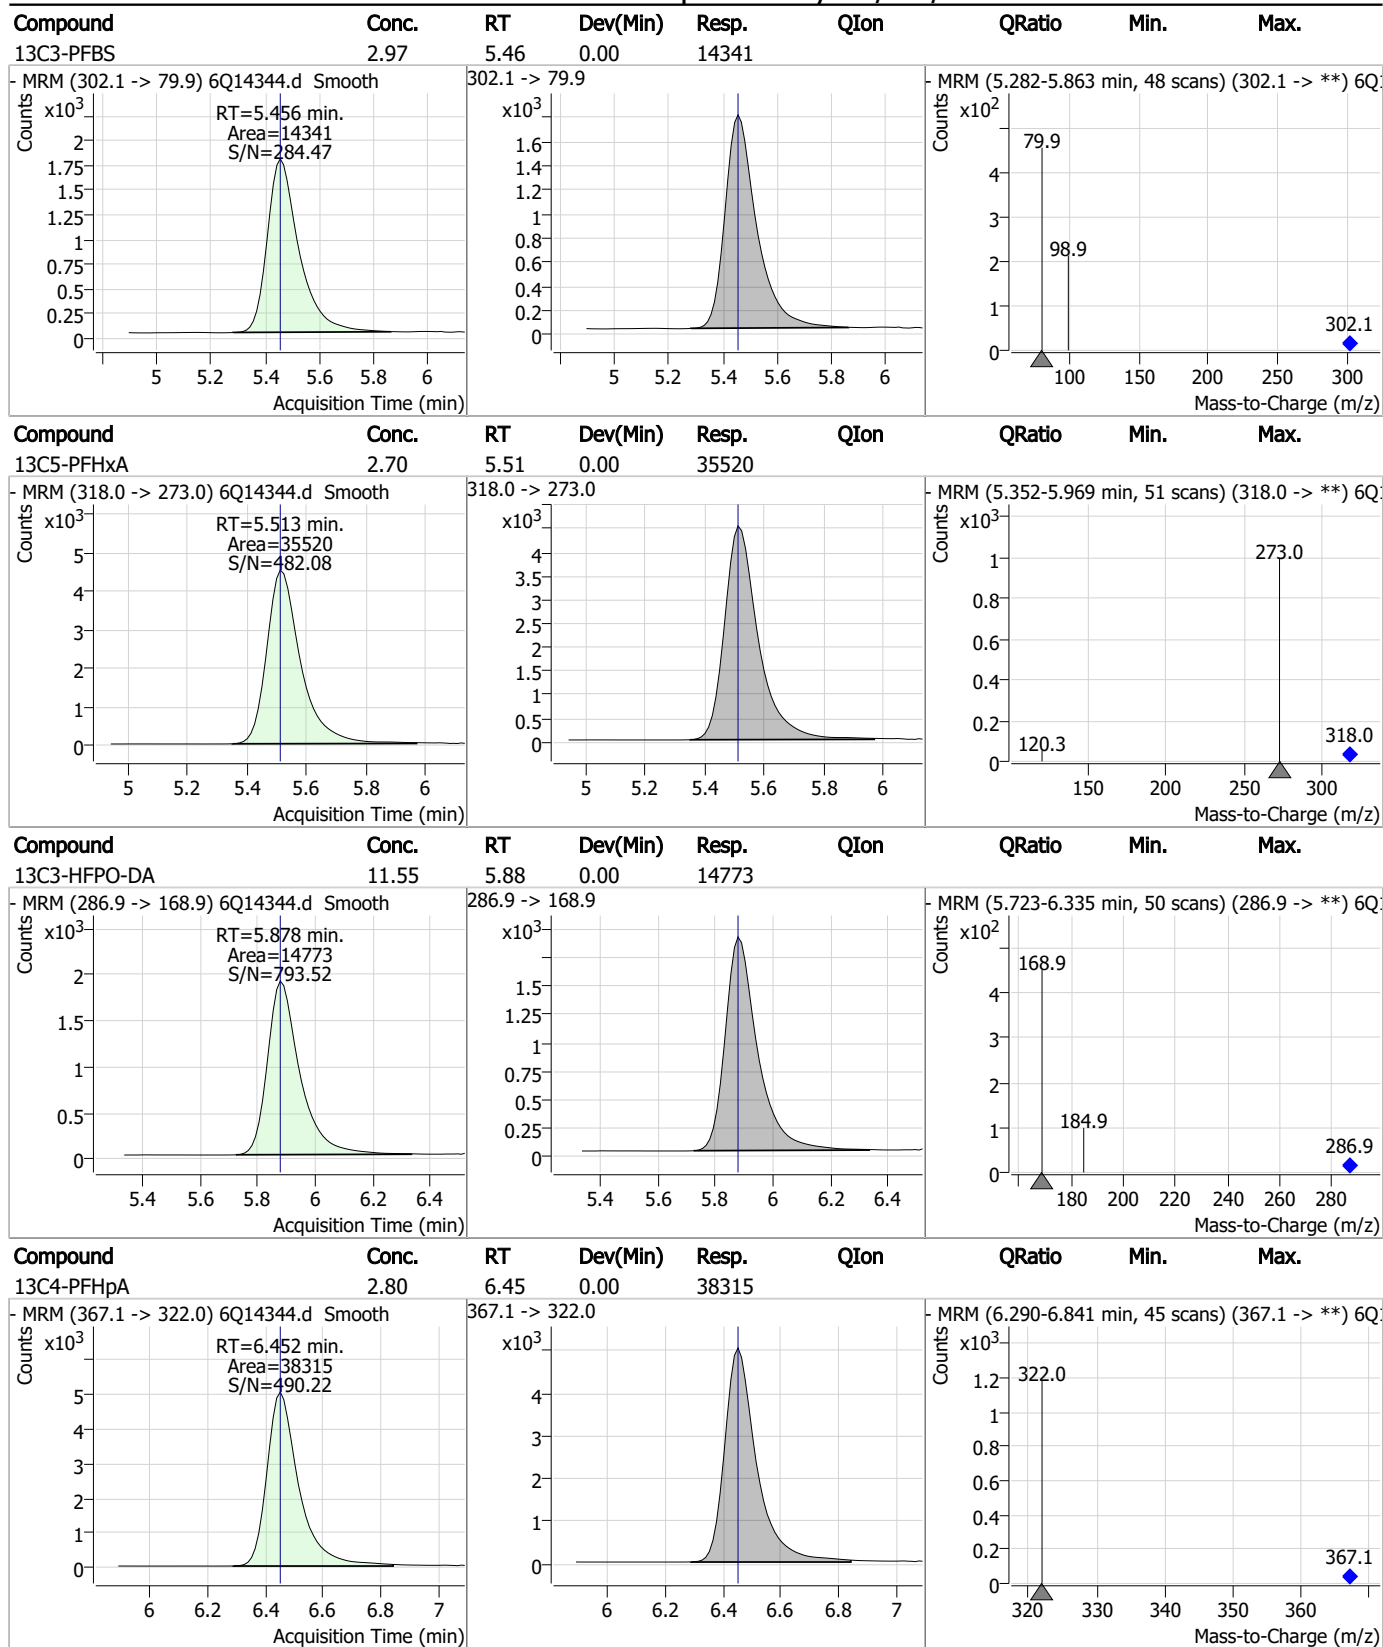 Compound Conc. RT Dev(Min) Resp. QIon QRatio Min. Max.
13C3-PFBS 2.97 5.46 0.00 14341
- MRM (302.1 -> 79.9) 6Q14344.d Smooth
Counts
x10³
RT=5.456 min.
Area=14341
S/N=284.47
2
1.75
1.5
1.25
1
0.75
0.5
0.25
0
5 5.2 5.4 5.6 5.8 6
Acquisition Time (min)
302.1 -> 79.9
x10³
1.6
1.4
1.2
1
0.8
0.6
0.4
0.2
0
5 5.2 5.4 5.6 5.8 6
- MRM (5.282-5.863 min, 48 scans) (302.1 -> **) 6Q
Counts
x10²
79.9
4
3
98.9
2
1
302.1
0
100 150 200 250 300
Mass-to-Charge (m/z)
Compound Conc. RT Dev(Min) Resp. QIon QRatio Min. Max.
13C5-PFHxA 2.70 5.51 0.00 35520
- MRM (318.0 -> 273.0) 6Q14344.d Smooth
Counts
x10³
RT=5.513 min.
Area=35520
S/N=482.08
5
4
3
2
1
0
5 5.2 5.4 5.6 5.8 6
Acquisition Time (min)
318.0 -> 273.0
x10³
4
3.5
3
2.5
2
1.5
1
0.5
0
5 5.2 5.4 5.6 5.8 6
- MRM (5.352-5.969 min, 51 scans) (318.0 -> **) 6Q
Counts
x10³
1
273.0
0.8
0.6
0.4
0.2
120.3
318.0
0
150 200 250 300
Mass-to-Charge (m/z)
Compound Conc. RT Dev(Min) Resp. QIon QRatio Min. Max.
13C3-HFPO-DA 11.55 5.88 0.00 14773
- MRM (286.9 -> 168.9) 6Q14344.d Smooth
Counts
x10³
RT=5.878 min.
Area=14773
S/N=793.52
2
1.5
1
0.5
0
5.4 5.6 5.8 6 6.2 6.4
Acquisition Time (min)
286.9 -> 168.9
x10³
1.5
1.25
1
0.75
0.5
0.25
0
5.4 5.6 5.8 6 6.2 6.4
- MRM (5.723-6.335 min, 50 scans) (286.9 -> **) 6Q
Counts
x10²
168.9
4
3
2
184.9
1
286.9
0
180 200 220 240 260 280
Mass-to-Charge (m/z)
Compound Conc. RT Dev(Min) Resp. QIon QRatio Min. Max.
13C4-PFHpA 2.80 6.45 0.00 38315
- MRM (367.1 -> 322.0) 6Q14344.d Smooth
Counts
x10³
RT=6.452 min.
Area=38315
S/N=490.22
5
4
3
2
1
0
6 6.2 6.4 6.6 6.8 7
Acquisition Time (min)
367.1 -> 322.0
x10³
4
3
2
1
0
6 6.2 6.4 6.6 6.8 7
- MRM (6.290-6.841 min, 45 scans) (367.1 -> **) 6Q
Counts
x10³
1.2
322.0
1
0.8
0.6
0.4
0.2
367.1
0
320 330 340 350 360
Mass-to-Charge (m/z)